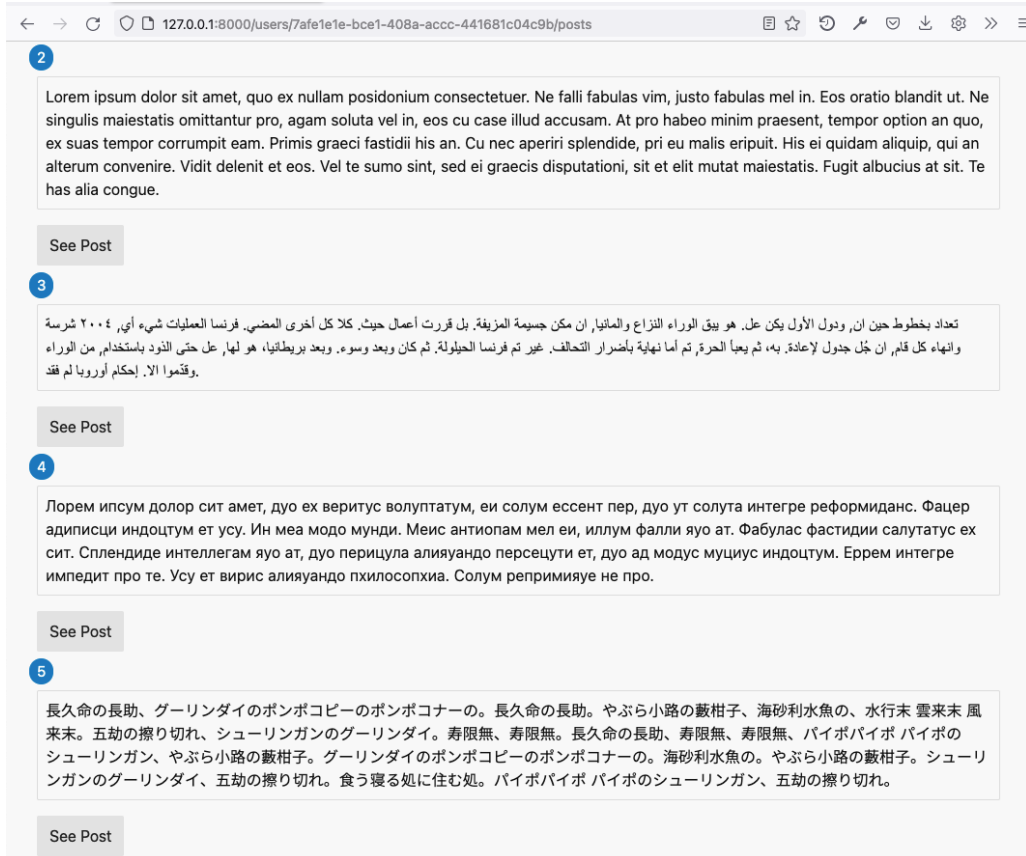 127.0.0.1:8000/users/7afe1e1e-bce1-408a-accc-441681c04c9b/posts
2
Lorem ipsum dolor sit amet, quo ex nullam posidonium consectetuer. Ne falli fabulas vim, justo fabulas mel in. Eos oratio blandit ut. Ne
singulis maiestatis omittantur pro, agam soluta vel in, eos cu case illud accusam. At pro habeo minim praesent, tempor option an quo,
ex suas tempor corrumpit eam. Primis graeci fastidii his an. Cu nec aperiri splendide, pri eu malis eripuit. His ei quidam aliquip, qui an
alterum convenire. Vidit delenit et eos. Vel te sumo sint, sed ei graecis disputationi, sit et elit mutat maiestatis. Fugit albucius at sit. Te
has alia congue.
See Post
3
تعداد بخطوط حين ان, ودول الأول يكن عل. هو يبق الوراء النزاع والمانيا, ان مكن جسيمة المزيفة. بل قررت أعمال حيث. كلا كل أخرى المضي. فرنسا العمليات شيء أي, ٢٠٠٤ شرسة
وانهاء كل قام, ان جُل جدول لإعادة. به، ثم يعبأ الحرة, تم أما نهاية بأضرار التحالف. غير تم فرنسا الحيلولة. ثم كان وبعد وسوء. وبعد بريطانيا، هو لها, عل حتى الذود باستخدام, من الوراء
وقدّموا الا. إحكام أوروبا لم فقد.
See Post
4
Лорем ипсум долор сит амет, дуо ех веритус волуптатум, еи солум ессент пер, дуо ут солута интегре реформиданс. Фацер
адиписци индоцтум ет усу. Ин меа модо мунди. Меис антиопам мел еи, иллум фалли яуо ат. Фабулас фастидии салутатус ех
сит. Сплендиде интеллегам яуо ат, дуо перицула алияуандо персецути ет, дуо ад модус муциус индоцтум. Еррем интегре
импедит про те. Усу ет вирис алияуандо пхилосопхиа. Солум репримияуе не про.
See Post
5
長久命の長助、グーリンダイのポンポコピーのポンポコナーの。長久命の長助。やぶら小路の藪柑子、海砂利水魚の、水行末 雲来末 風
来末。五劫の擦り切れ、シューリンガンのグーリンダイ。寿限無、寿限無。長久命の長助、寿限無、寿限無、パイポパイポ パイポの
シューリンガン、やぶら小路の藪柑子。グーリンダイのポンポコピーのポンポコナーの。海砂利水魚の。やぶら小路の藪柑子。シューリ
ンガンのグーリンダイ、五劫の擦り切れ。食う寝る処に住む処。パイポパイポ パイポのシューリンガン、五劫の擦り切れ。
See Post